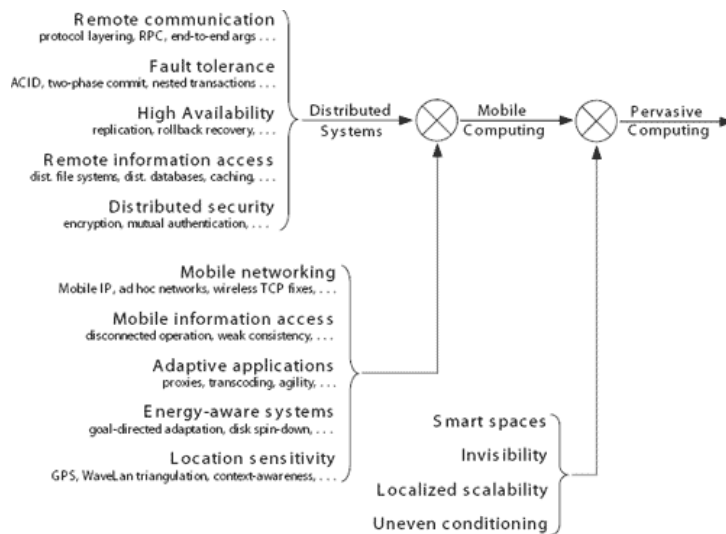 Remote communication
protocol layering, RPC, end-to-end args . . .
Fault tolerance
ACID, two-phase commit, nested transactions . . .
High Availability
replication, rollback recovery, . . .
Remote information access
dist. file systems, dist. databases, caching, . . .
Distributed security
encryption, mutual authentication, . . .
Distributed
Systems
Mobile
Computing
Pervasive
Computing
Mobile networking
Mobile IP, ad hoc networks, wireless TCP fixes, . . .
Mobile information access
disconnected operation, weak consistency, . . .
Adaptive applications
proxies, transcoding, agility, . . .
Energy-aware systems
goal-directed adaptation, disk spin-down, . . .
Location sensitivity
GPS, WaveLan triangulation, context-awareness, . . .
Smart spaces
Invisibility
Localized scalability
Uneven conditioning